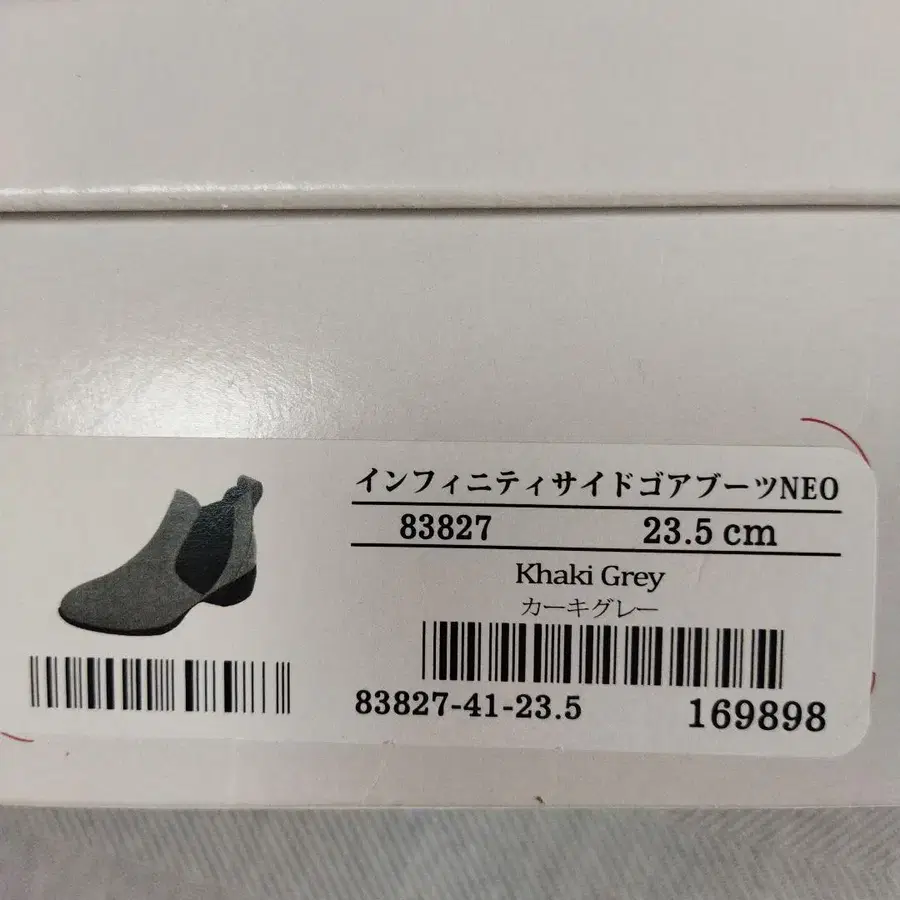 インフィニティサイドゴアブーツNEO
83827 23.5 cm
Khaki Grey
カーキグレー
83827-41-23.5 169898